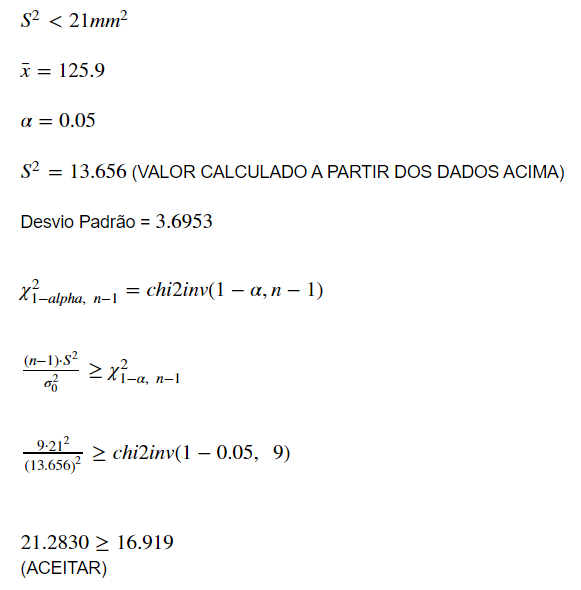 S² < 21mm²
x̄ = 125.9
α = 0.05
S² = 13.656 (VALOR CALCULADO A PARTIR DOS DADOS ACIMA)
Desvio Padrão = 3.6953
χ²₁₋alpha, n−1 = chi2inv(1 − α, n − 1)
(n−1)·S² / σ₀² ≥ χ²₁₋α, n−1
9·21² / (13.656)² ≥ chi2inv(1 − 0.05, 9)
21.2830 ≥ 16.919
(ACEITAR)